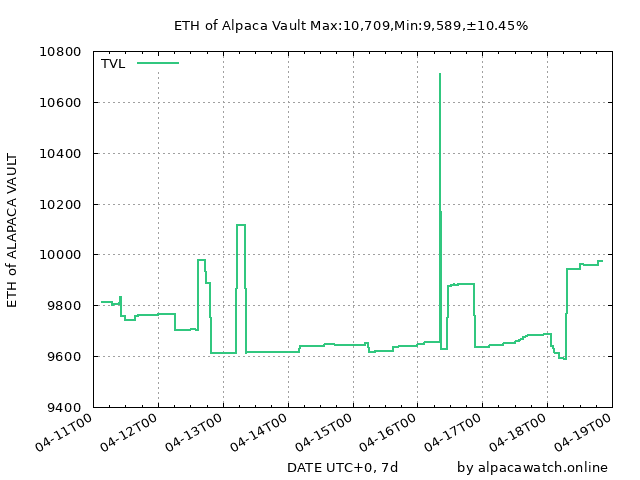 ETH of Alpaca Vault Max:10,709,Min:9,589,±10.45%
TVL
ETH of ALAPACA VAULT
10800
10600
10400
10200
10000
9800
9600
9400
04-11T00
04-12T00
04-13T00
04-14T00
04-15T00
04-16T00
04-17T00
04-18T00
04-19T00
DATE UTC+0, 7d
by alpacawatch.online